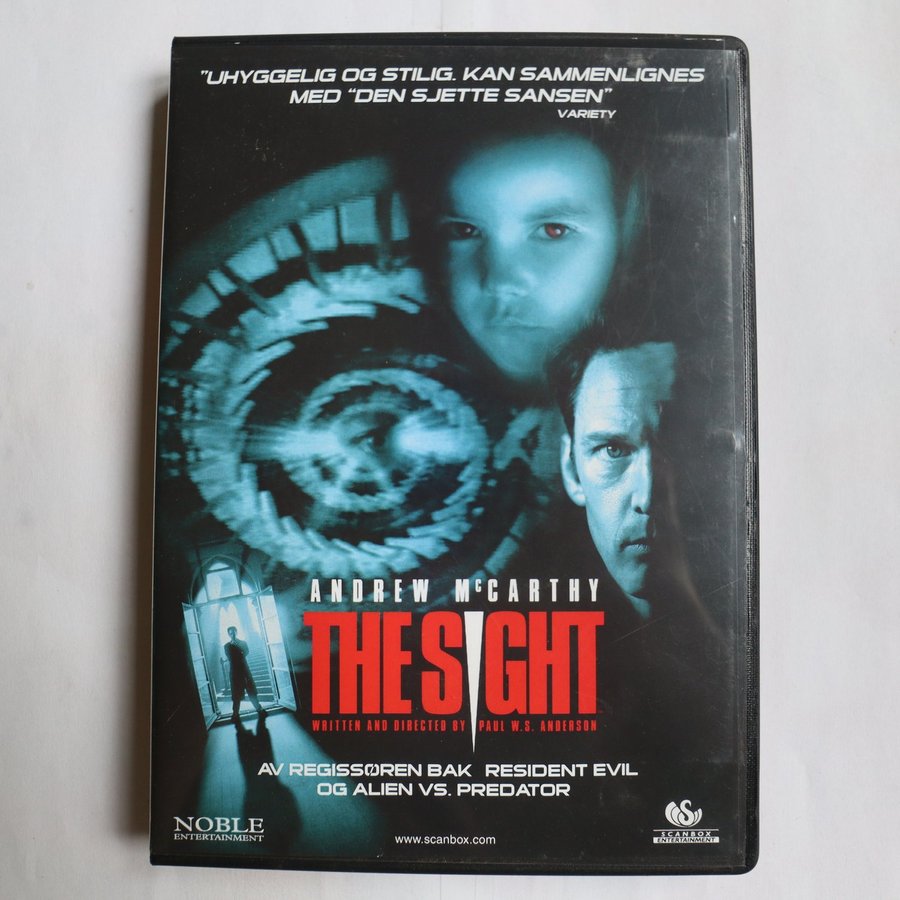 "UHYGGELIG OG STILIG. KAN SAMMENLIGNES
MED "DEN SJETTE SANSEN"
VARIETY
ANDREW McCARTHY
THE SIGHT
WRITTEN AND DIRECTED BY PAUL W.S. ANDERSON
AV REGISSØREN BAK RESIDENT EVIL
OG ALIEN VS. PREDATOR
NOBLE
ENTERTAINMENT
www.scanbox.com
S
SCANBOX
ENTERTAINMENT